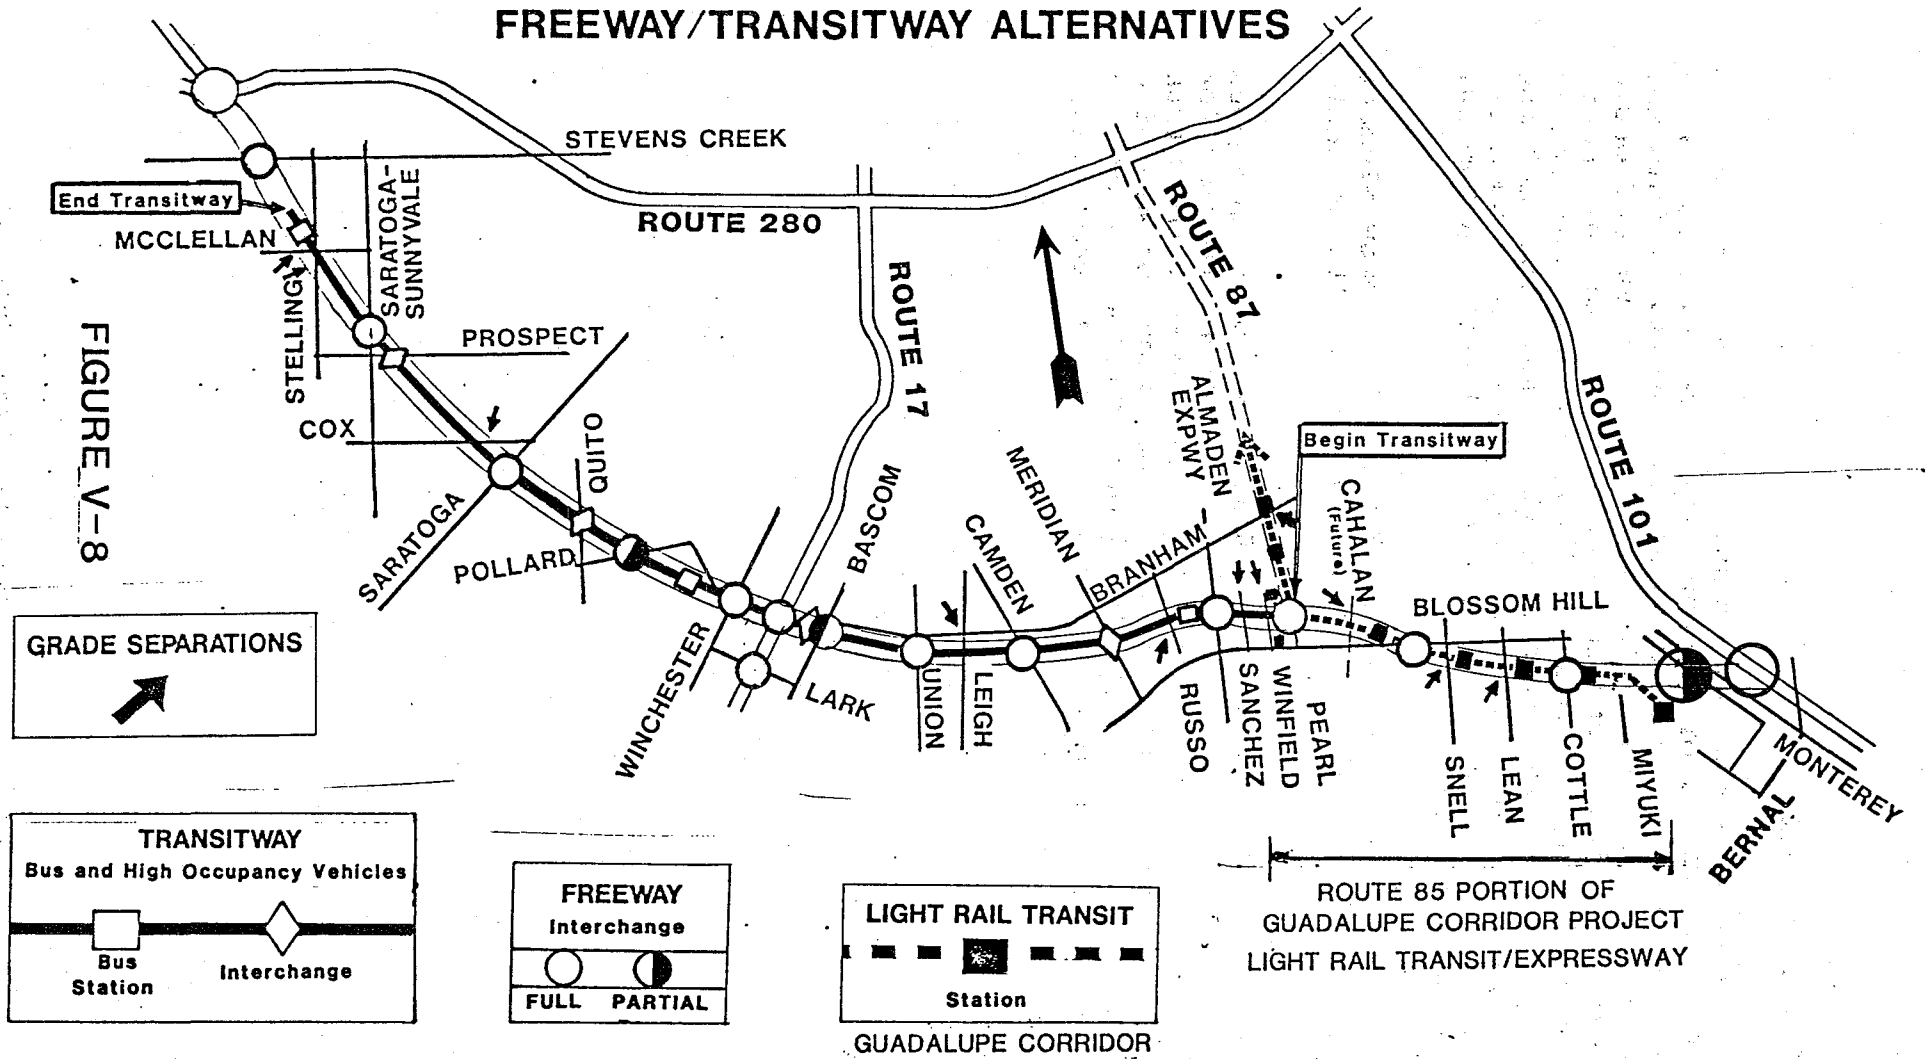 FREEWAY/TRANSITWAY ALTERNATIVES
STEVENS CREEK
End Transitway
MCCLELLAN
SARATOGA-
SUNNYVALE
STELLING
ROUTE 280
ROUTE 87
ROUTE 17
PROSPECT
COX
QUITO
SARATOGA
POLLARD
BASCOM
WINCHESTER
LARK
UNION
LEIGH
CAMDEN
MERIDIAN
BRANHAM
ALMADEN
EXPWY
Begin Transitway
CAHALAN
(Future)
ROUTE 101
BLOSSOM HILL
RUSSO
SANCHEZ
WINFIELD
PEARL
SNELL
LEAN
COTTLE
MIYUKI
MONTEREY
BERNAL
FIGURE V-8
GRADE SEPARATIONS
TRANSITWAY
Bus and High Occupancy Vehicles
Bus
Station
Interchange
FREEWAY
Interchange
FULL
PARTIAL
LIGHT RAIL TRANSIT
Station
GUADALUPE CORRIDOR
ROUTE 85 PORTION OF
GUADALUPE CORRIDOR PROJECT
LIGHT RAIL TRANSIT/EXPRESSWAY